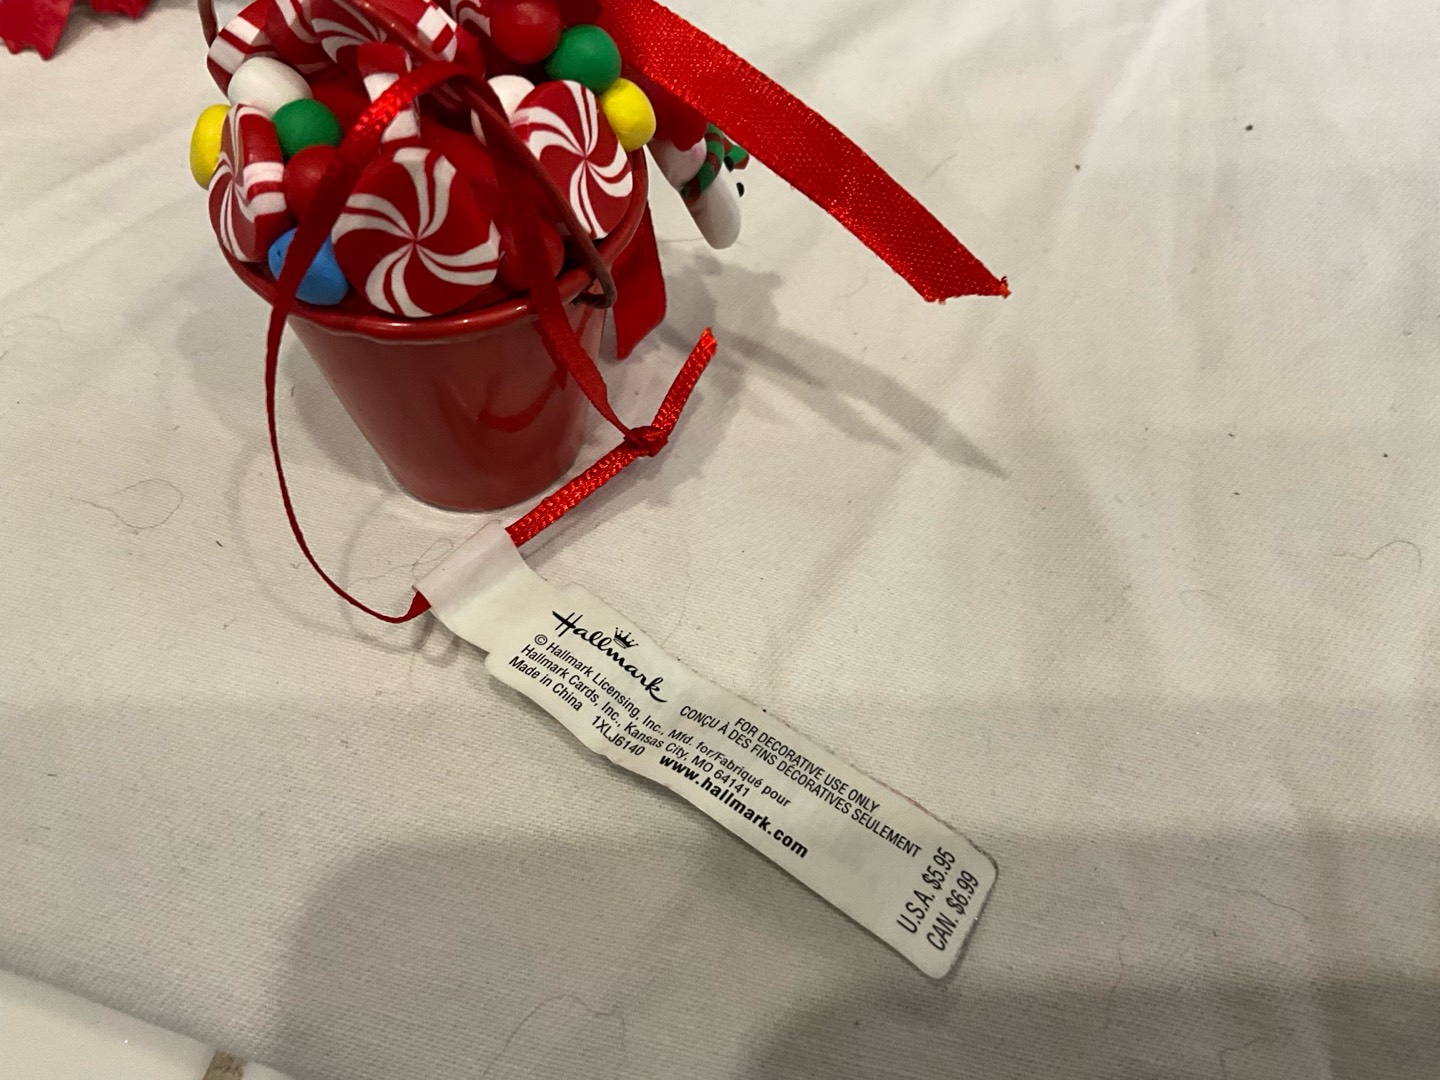 Hallmark
© Hallmark Licensing, Inc., Mfd. for/Fabriqué pour
Hallmark Cards, Inc., Kansas City, MO 64141
Made in China 1XLJ6140 www.hallmark.com
FOR DECORATIVE USE ONLY
CONÇU À DES FINS DÉCORATIVES SEULEMENT
U.S.A. $5.95
CAN. $6.99